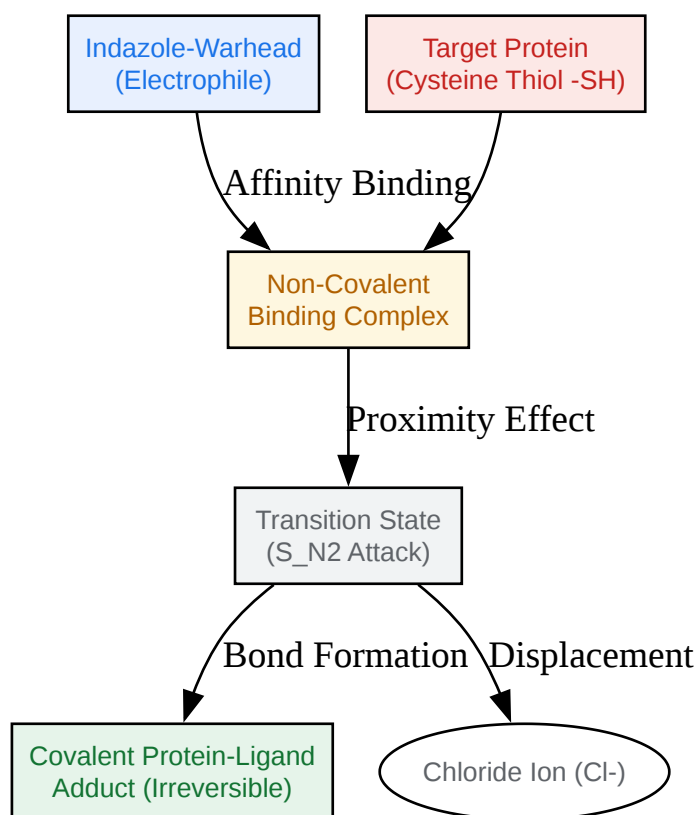 Indazole-Warhead
(Electrophile)
Target Protein
(Cysteine Thiol -SH)
Affinity Binding
Non-Covalent
Binding Complex
Proximity Effect
Transition State
(S_N2 Attack)
Bond Formation
Displacement
Covalent Protein-Ligand
Adduct (Irreversible)
Chloride Ion (Cl-)